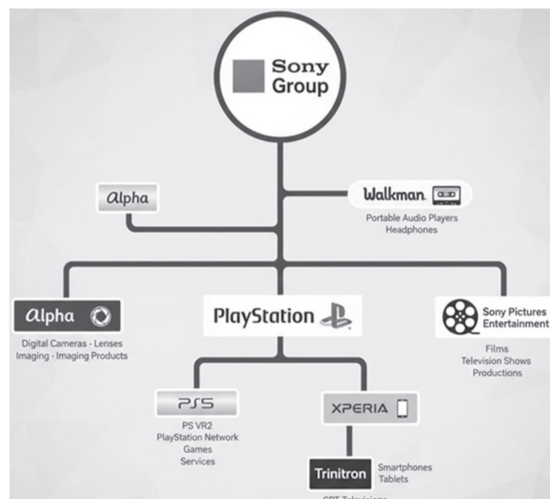 Sony
Group
alpha
Walkman
Portable Audio Players
Headphones
alpha
Digital Cameras - Lenses
Imaging - Imaging Products
PlayStation
Sony Pictures
Entertainment
Films
Television Shows
Productions
PS5
PS VR2
PlayStation Network
Games
Services
XPERIA
Trinitron
Smartphones
Tablets